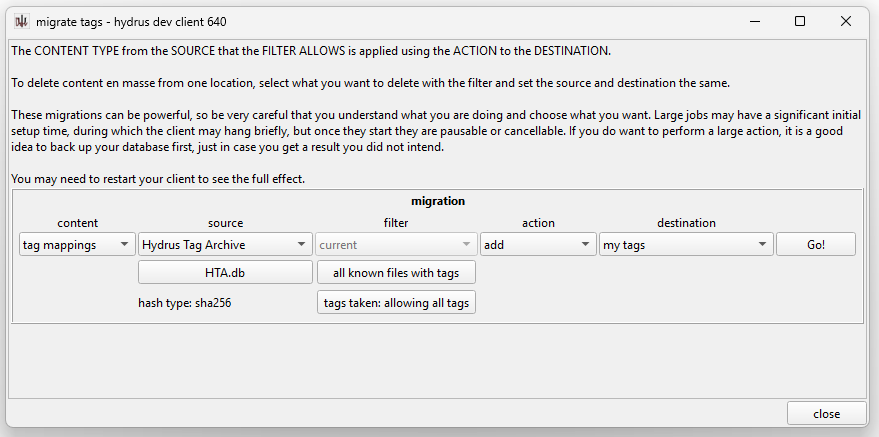 migrate tags - hydrus dev client 640
The CONTENT TYPE from the SOURCE that the FILTER ALLOWS is applied using the ACTION to the DESTINATION.
To delete content en masse from one location, select what you want to delete with the filter and set the source and destination the same.
These migrations can be powerful, so be very careful that you understand what you are doing and choose what you want. Large jobs may have a significant initial
setup time, during which the client may hang briefly, but once they start they are pausable or cancellable. If you do want to perform a large action, it is a good
idea to back up your database first, just in case you get a result you did not intend.
You may need to restart your client to see the full effect.
migration
content source filter action destination
tag mappings Hydrus Tag Archive current add my tags Go!
HTA.db all known files with tags
hash type: sha256 tags taken: allowing all tags
close